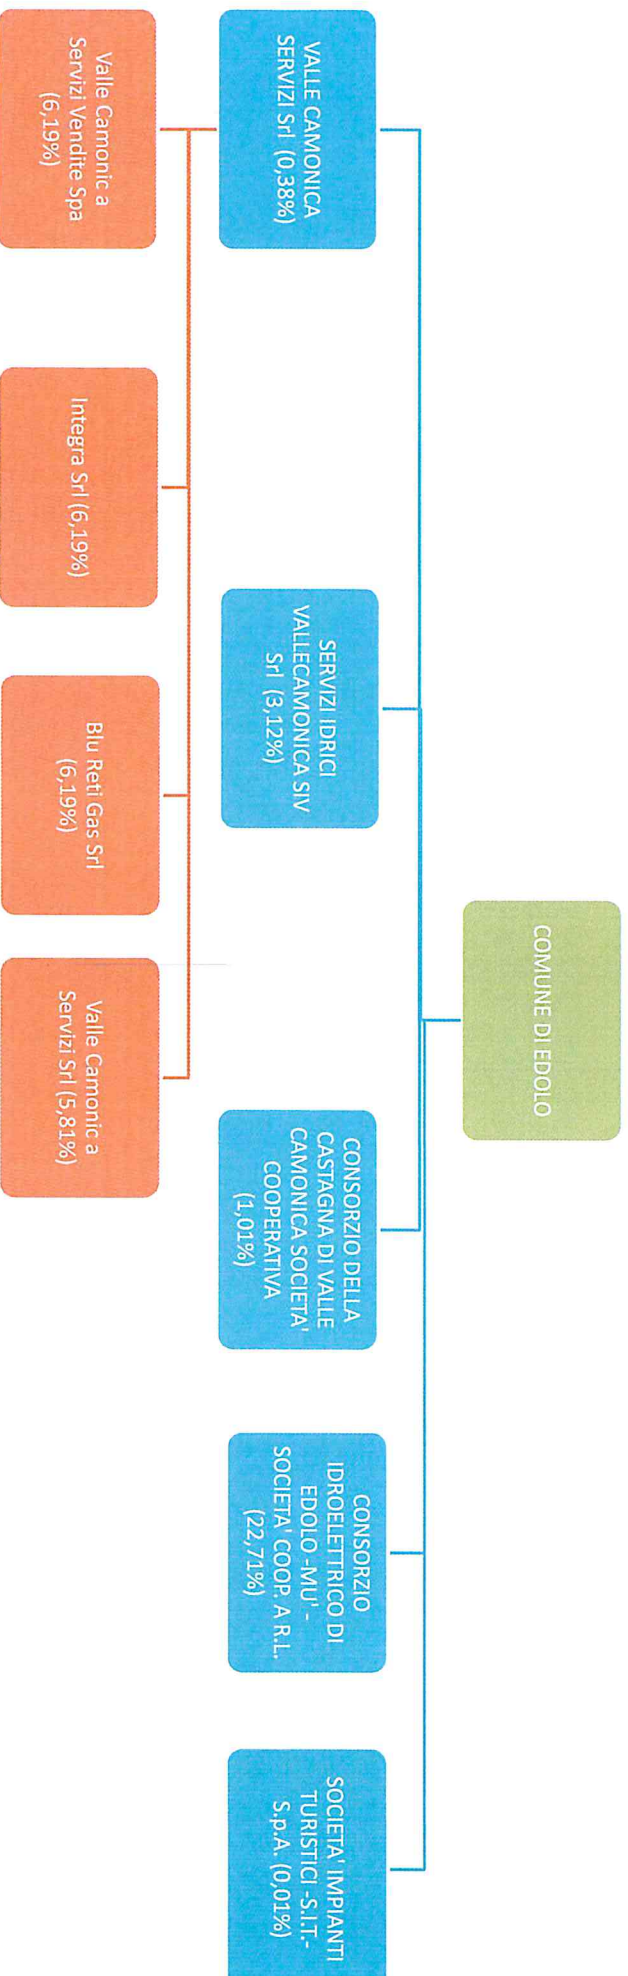 COMUNE DI EDOLO
VALLE CAMONICA
SERVIZI Srl (0,38%)
SERVIZI IDRICI
VALLECAMONICA SIV
Srl (3,12%)
CONSORZIO DELLA
CASTAGNA DI VALLE
CAMONICA SOCIETA'
COOPERATIVA
(1,01%)
CONSORZIO
IDROELETTRICO DI
EDOLO -MU' -
SOCIETA' COOP. A R.L.
(22,71%)
SOCIETA' IMPIANTI
TURISTICI -S.I.T.-
S.p.A. (0,01%)
Valle Camonic a
Servizi Vendite Spa
(6,19%)
Integra Srl (6,19%)
Blu Reti Gas Srl
(6,19%)
Valle Camonic a
Servizi Srl (5,81%)